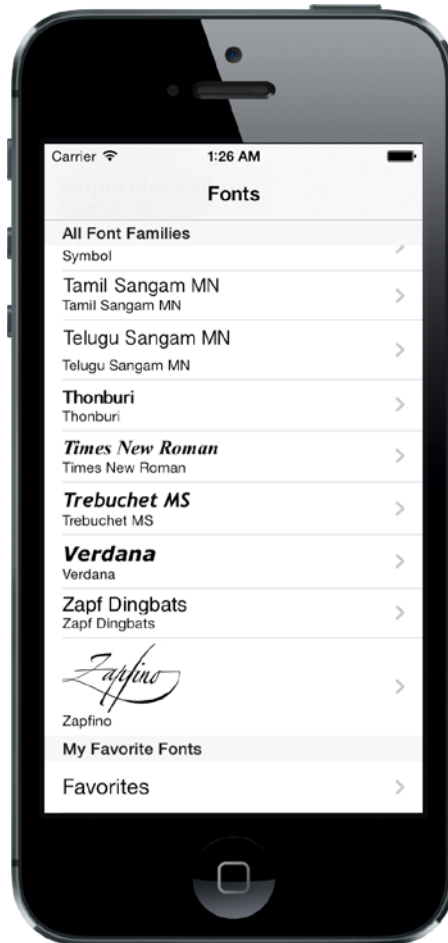 Carrier 1:26 AM
Fonts
All Font Families
Symbol
Tamil Sangam MN
Tamil Sangam MN
Telugu Sangam MN
Telugu Sangam MN
Thonburi
Thonburi
Times New Roman
Times New Roman
Trebuchet MS
Trebuchet MS
Verdana
Verdana
Zapf Dingbats
Zapf Dingbats
Zapfino
Zapfino
My Favorite Fonts
Favorites